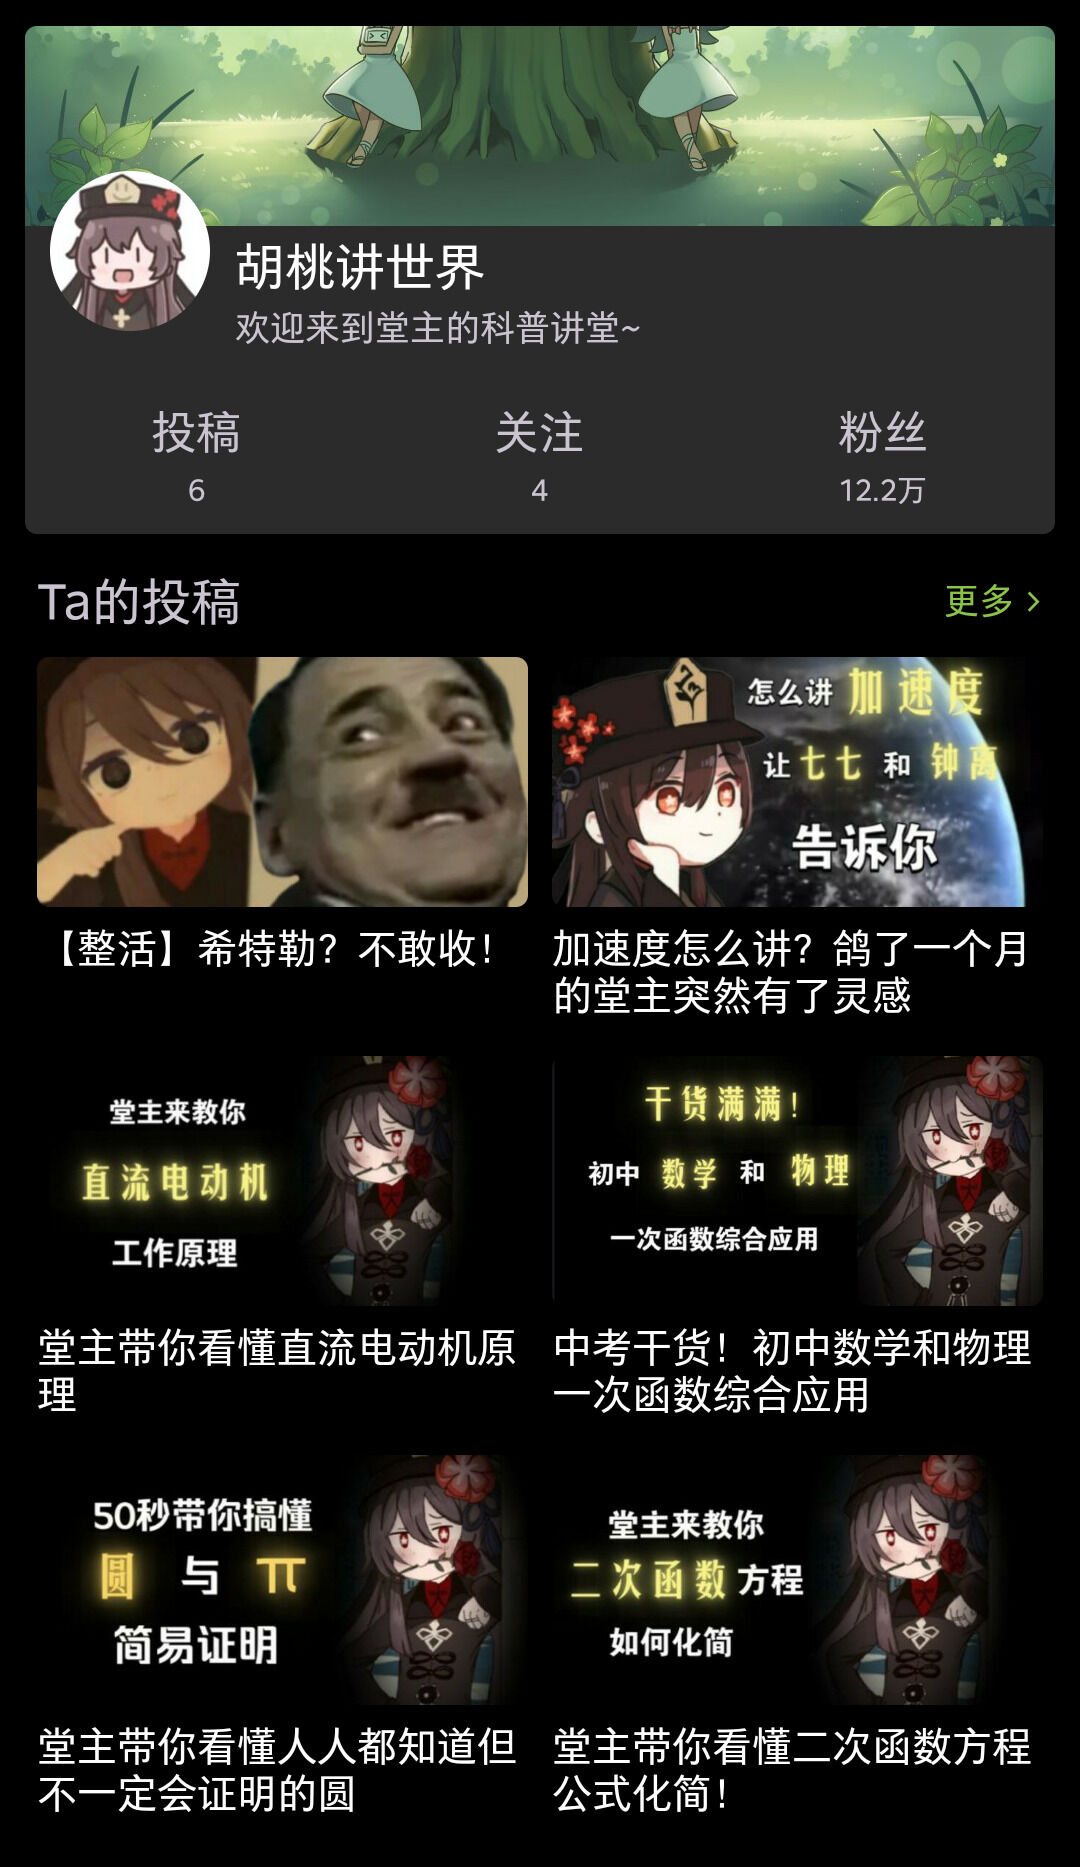 胡桃讲世界
欢迎来到堂主的科普讲堂~
投稿
关注
粉丝
6
4
12.2万
Ta的投稿
更多 >
怎么讲 加速度
让七七和钟离
告诉你
【整活】希特勒？不敢收！
加速度怎么讲？鸽了一个月
的堂主突然有了灵感
堂主来教你
直流电动机
工作原理
干货满满！
初中 数学 和 物理
一次函数综合应用
堂主带你看懂直流电动机原
理
中考干货！初中数学和物理
一次函数综合应用
50秒带你搞懂
圆 与 π
简易证明
堂主来教你
二次函数方程
如何化简
堂主带你看懂人人都知道但
不一定会证明的圆
堂主带你看懂二次函数方程
公式化简！